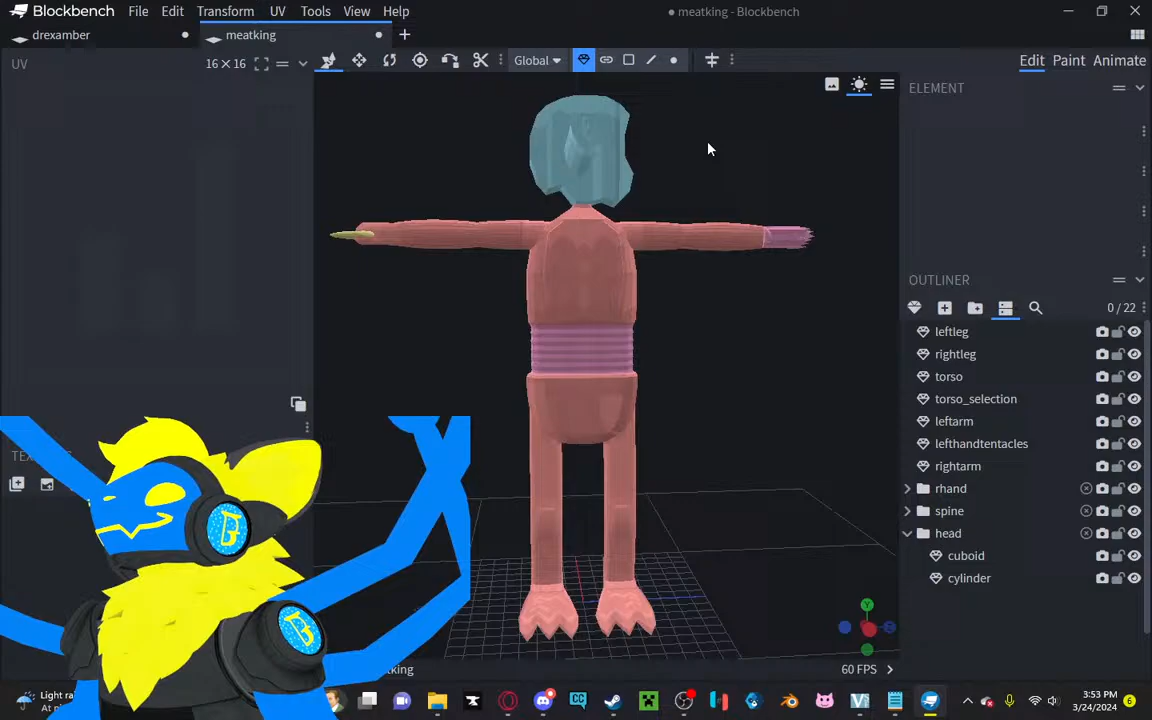 Blockbench
File Edit Transform UV Tools View Help
meatking - Blockbench
drexamber
meatking
UV
16 × 16
Global
Edit Paint Animate
ELEMENT
OUTLINER
0 / 22
leftleg
rightleg
torso
torso_selection
leftarm
lefthandtentacles
rightarm
rhand
spine
head
cuboid
cylinder
B
B
Y
60 FPS
CC
3:53 PM
3/24/2024
6